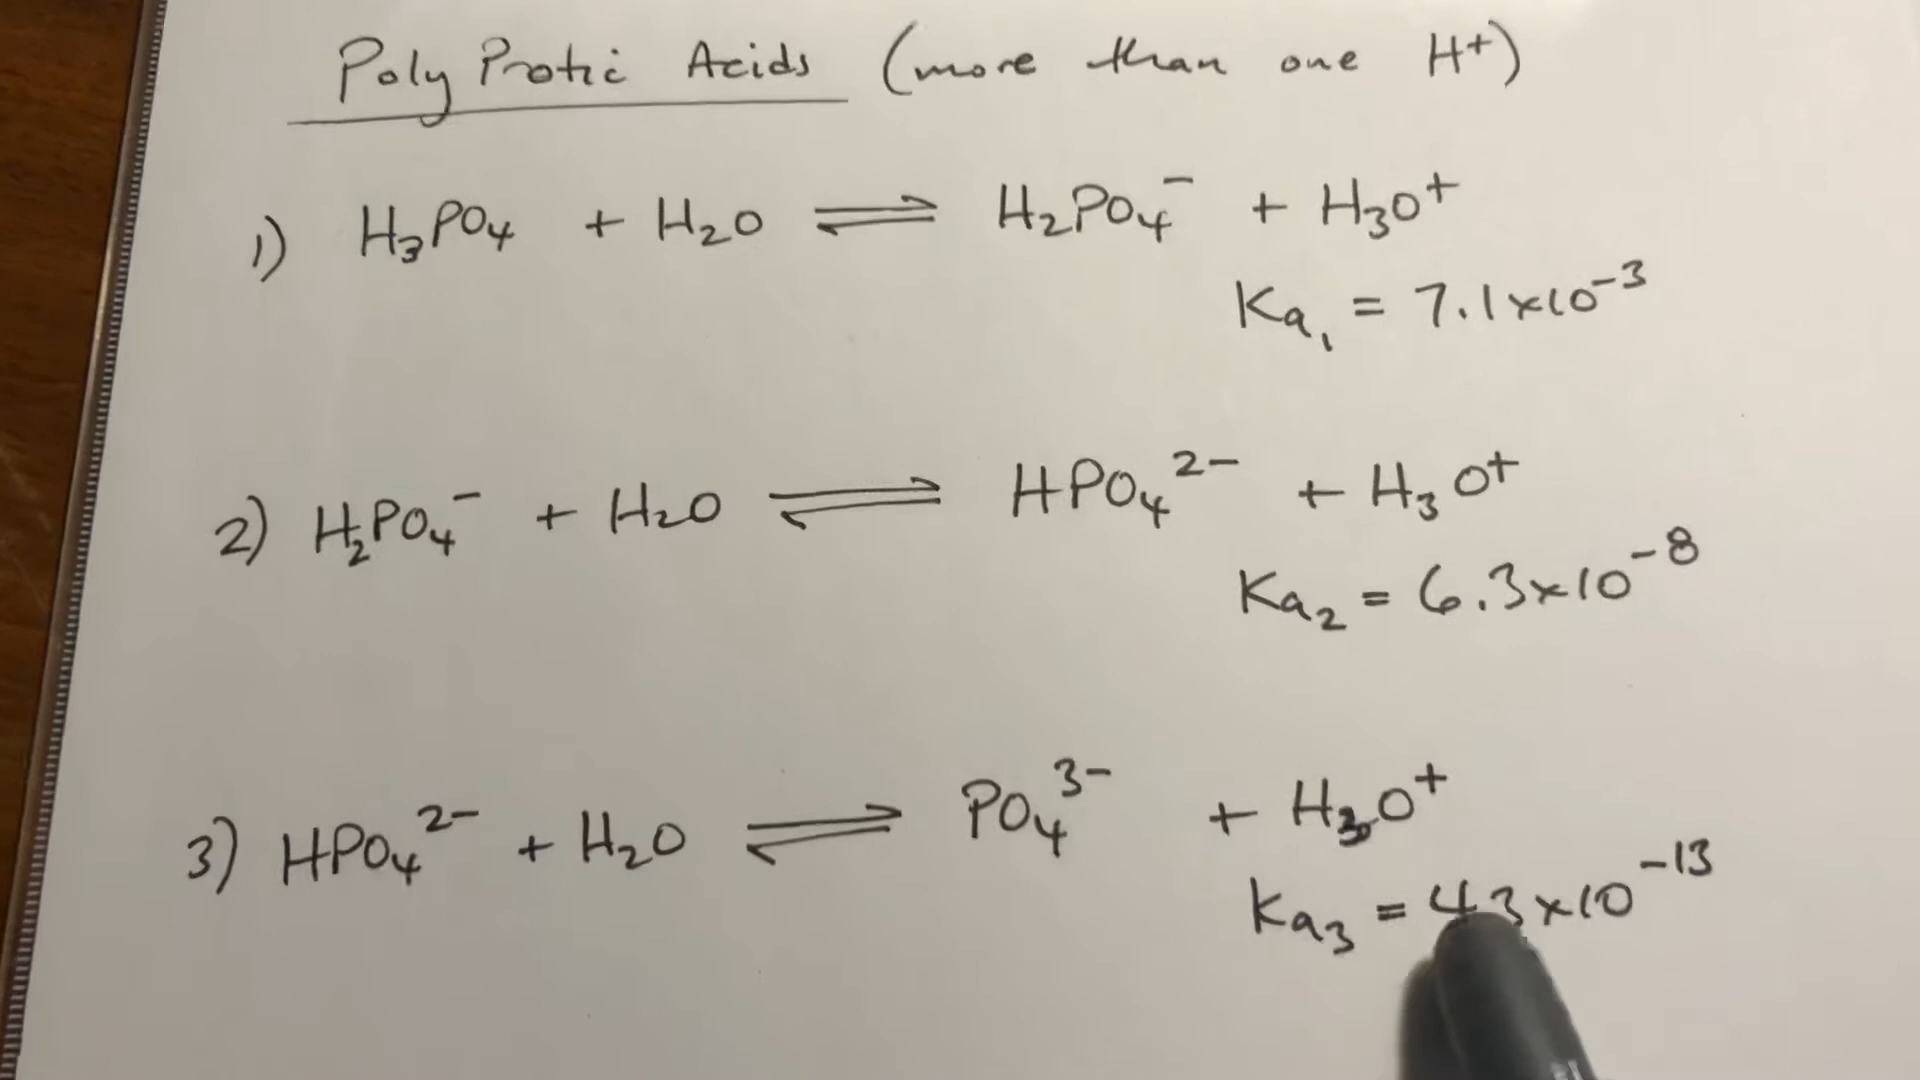 Poly Protic Acids (more than one H⁺)
1) H₃PO₄ + H₂O ⇌ H₂PO₄⁻ + H₃O⁺
Ka₁ = 7.1×10⁻³
2) H₂PO₄⁻ + H₂O ⇌ HPO₄²⁻ + H₃O⁺
Ka₂ = 6.3×10⁻⁸
3) HPO₄²⁻ + H₂O ⇌ PO₄³⁻ + H₃O⁺
Ka₃ = 4.3×10⁻¹³